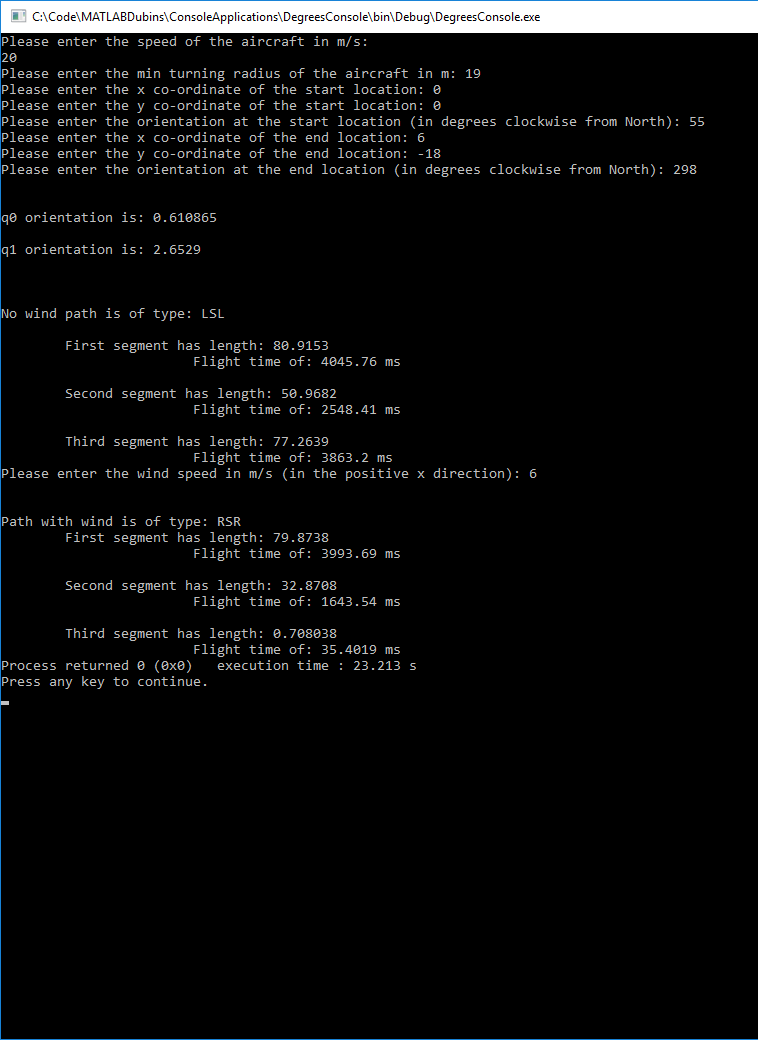 C:\Code\MATLABDubins\ConsoleApplications\DegreesConsole\bin\Debug\DegreesConsole.exe
Please enter the speed of the aircraft in m/s:
20
Please enter the min turning radius of the aircraft in m: 19
Please enter the x co-ordinate of the start location: 0
Please enter the y co-ordinate of the start location: 0
Please enter the orientation at the start location (in degrees clockwise from North): 55
Please enter the x co-ordinate of the end location: 6
Please enter the y co-ordinate of the end location: -18
Please enter the orientation at the end location (in degrees clockwise from North): 298
q0 orientation is: 0.610865
q1 orientation is: 2.6529
No wind path is of type: LSL
First segment has length: 80.9153
Flight time of: 4045.76 ms
Second segment has length: 50.9682
Flight time of: 2548.41 ms
Third segment has length: 77.2639
Flight time of: 3863.2 ms
Please enter the wind speed in m/s (in the positive x direction): 6
Path with wind is of type: RSR
First segment has length: 79.8738
Flight time of: 3993.69 ms
Second segment has length: 32.8708
Flight time of: 1643.54 ms
Third segment has length: 0.708038
Flight time of: 35.4019 ms
Process returned 0 (0x0)   execution time : 23.213 s
Press any key to continue.